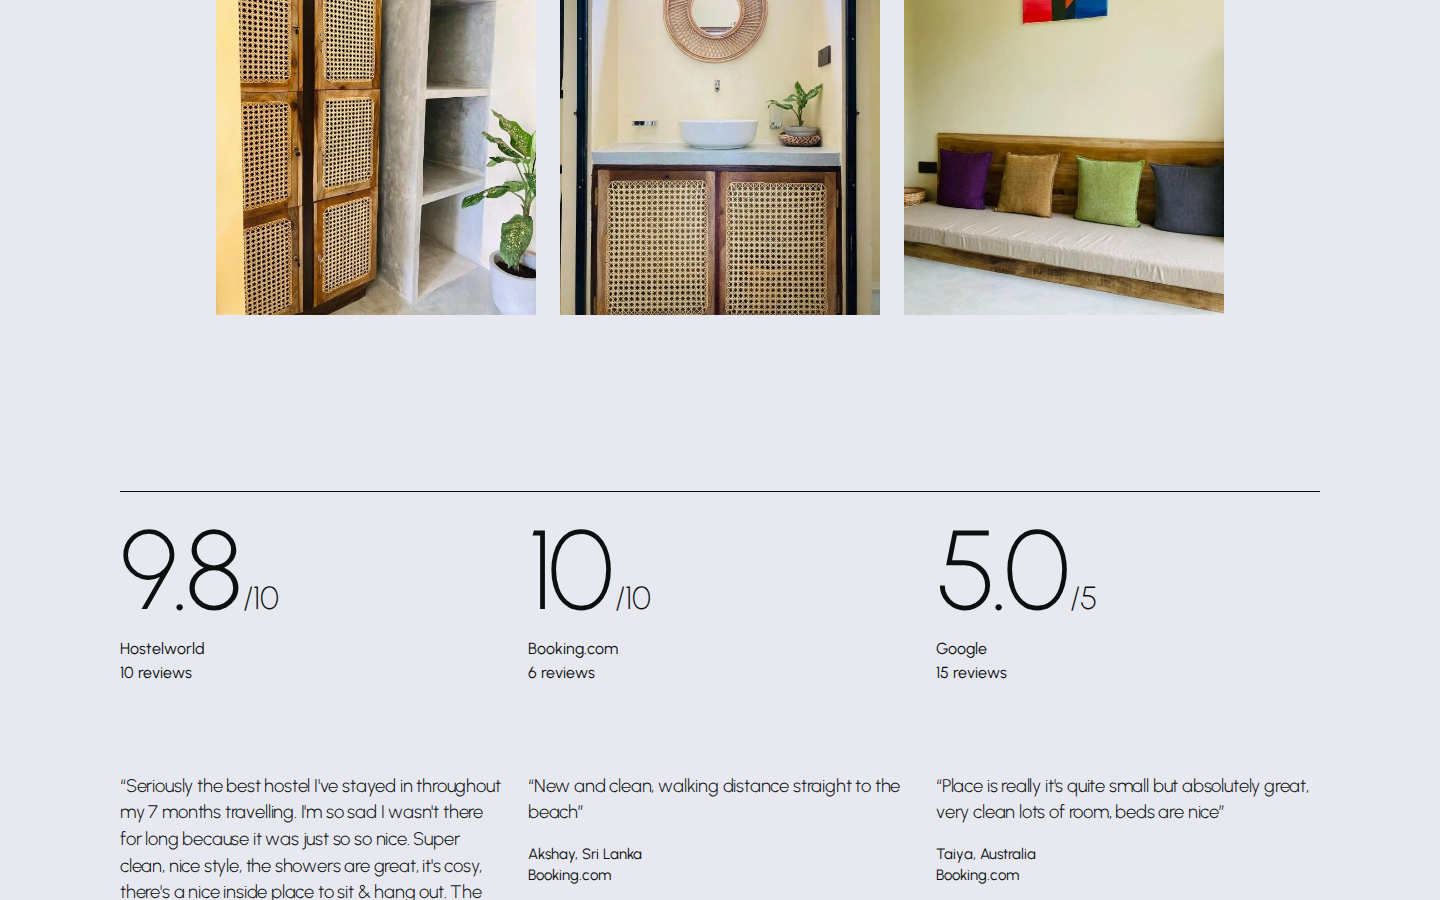 9.8/10
Hostelworld
10 reviews
10/10
Booking.com
6 reviews
5.0/5
Google
15 reviews
“Seriously the best hostel I've stayed in throughout
my 7 months travelling. I'm so sad I wasn't there
for long because it was just so so nice. Super
clean, nice style, the showers are great, it's cosy,
there's a nice inside place to sit & hang out. The
“New and clean, walking distance straight to the
beach”
Akshay, Sri Lanka
Booking.com
“Place is really it's quite small but absolutely great,
very clean lots of room, beds are nice”
Taiya, Australia
Booking.com